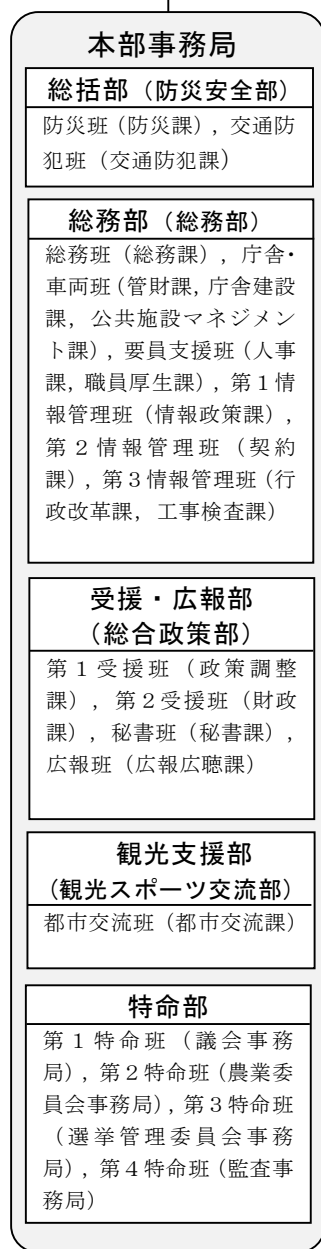 本部事務局
総括部（防災安全部）
防災班（防災課），交通防
犯班（交通防犯課）
総務部（総務部）
総務班（総務課），庁舎・
車両班（管財課，庁舎建設
課，公共施設マネジメン
ト課），要員支援班（人事
課，職員厚生課），第１情
報管理班（情報政策課），
第２情報管理班（契約
課），第３情報管理班（行
政改革課，工事検査課）
受援・広報部
（総合政策部）
第１受援班（政策調整
課），第２受援班（財政
課），秘書班（秘書課），
広報班（広報広聴課）
観光支援部
（観光スポーツ交流部）
都市交流班（都市交流課）
特命部
第１特命班（議会事務
局），第２特命班（農業委
員会事務局），第３特命班
（選挙管理委員会事務
局），第４特命班（監査事
務局）